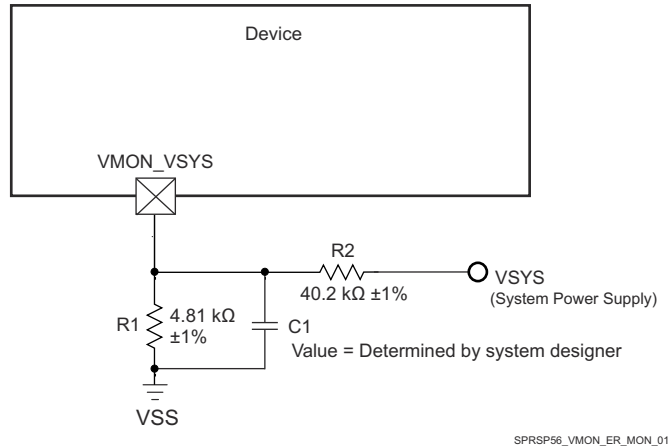 Device
VMON_VSYS
R2
40.2 kΩ ±1%
VSYS
(System Power Supply)
R1
4.81 kΩ
±1%
C1
Value = Determined by system designer
VSS
SPRSP56_VMON_ER_MON_01